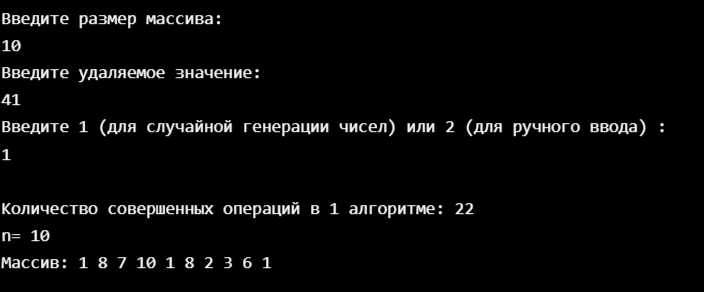 Введите размер массива:
10
Введите удаляемое значение:
41
Введите 1 (для случайной генерации чисел) или 2 (для ручного ввода) :
1
Количество совершенных операций в 1 алгоритме: 22
n= 10
Массив: 1 8 7 10 1 8 2 3 6 1